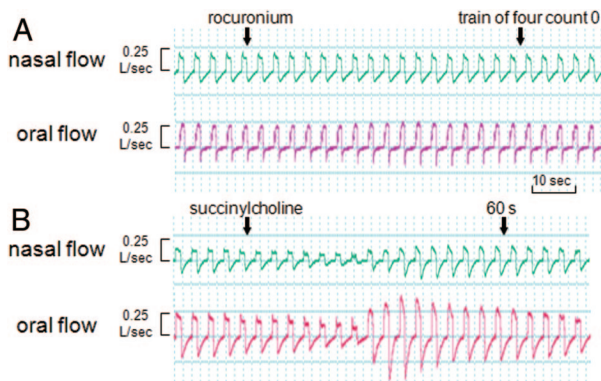 A
rocuronium
train of four count 0
nasal flow
0.25
L/sec
oral flow
0.25
L/sec
10 sec
B
succinylcholine
60 s
nasal flow
0.25
L/sec
oral flow
0.25
L/sec